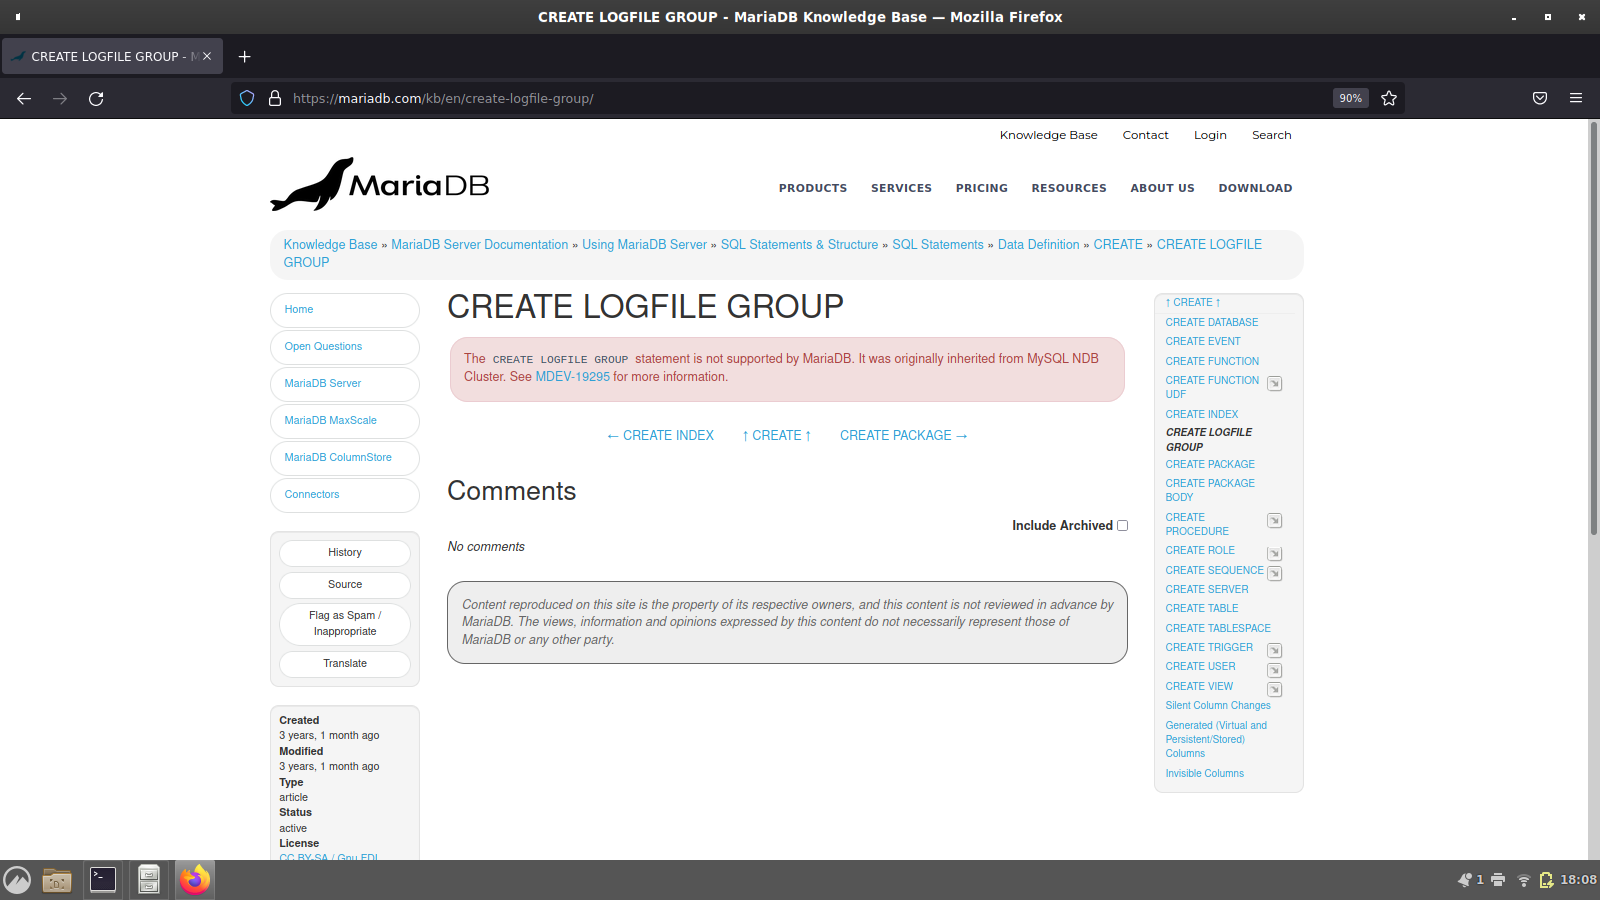 CREATE LOGFILE GROUP - MariaDB Knowledge Base — Mozilla Firefox
CREATE LOGFILE GROUP - M
https://mariadb.com/kb/en/create-logfile-group/
90%
Knowledge Base Contact Login Search
MariaDB
PRODUCTS SERVICES PRICING RESOURCES ABOUT US DOWNLOAD
Knowledge Base » MariaDB Server Documentation » Using MariaDB Server » SQL Statements & Structure » SQL Statements » Data Definition » CREATE » CREATE LOGFILE
GROUP
Home
Open Questions
MariaDB Server
MariaDB MaxScale
MariaDB ColumnStore
Connectors
History
Source
Flag as Spam /
Inappropriate
Translate
Created
3 years, 1 month ago
Modified
3 years, 1 month ago
Type
article
Status
active
License
CC BY-SA / Gnu FDL
CREATE LOGFILE GROUP
The CREATE LOGFILE GROUP statement is not supported by MariaDB. It was originally inherited from MySQL NDB
Cluster. See MDEV-19295 for more information.
← CREATE INDEX ↑ CREATE ↑ CREATE PACKAGE →
Comments
Include Archived
No comments
Content reproduced on this site is the property of its respective owners, and this content is not reviewed in advance by
MariaDB. The views, information and opinions expressed by this content do not necessarily represent those of
MariaDB or any other party.
↑ CREATE ↑
CREATE DATABASE
CREATE EVENT
CREATE FUNCTION
CREATE FUNCTION
UDF
CREATE INDEX
CREATE LOGFILE
GROUP
CREATE PACKAGE
CREATE PACKAGE
BODY
CREATE
PROCEDURE
CREATE ROLE
CREATE SEQUENCE
CREATE SERVER
CREATE TABLE
CREATE TABLESPACE
CREATE TRIGGER
CREATE USER
CREATE VIEW
Silent Column Changes
Generated (Virtual and
Persistent/Stored)
Columns
Invisible Columns
1 18:08